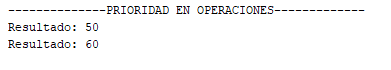 --------------PRIORIDAD EN OPERACIONES-------------
Resultado: 50
Resultado: 60